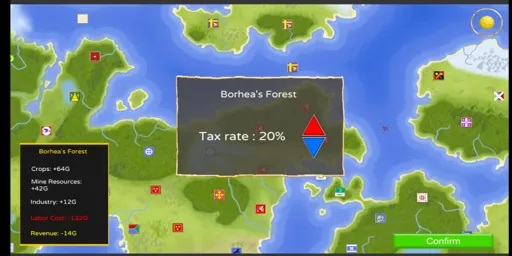 Borhea's Forest
Tax rate : 20%
Borhea's Forest
Crops: +64G
Mine Resources:
+42G
Industry: +12G
Labor Cost: -132G
Revenue: -14G
Confirm